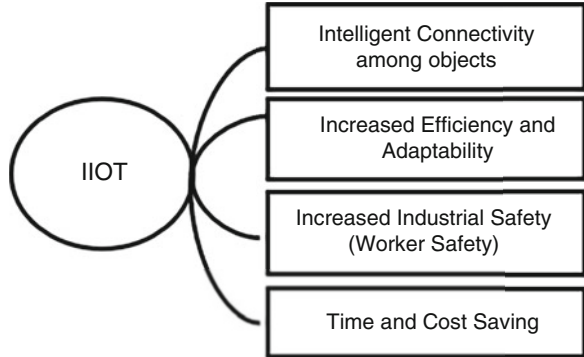 IIOT
Intelligent Connectivity
among objects
Increased Efficiency and
Adaptability
Increased Industrial Safety
(Worker Safety)
Time and Cost Saving